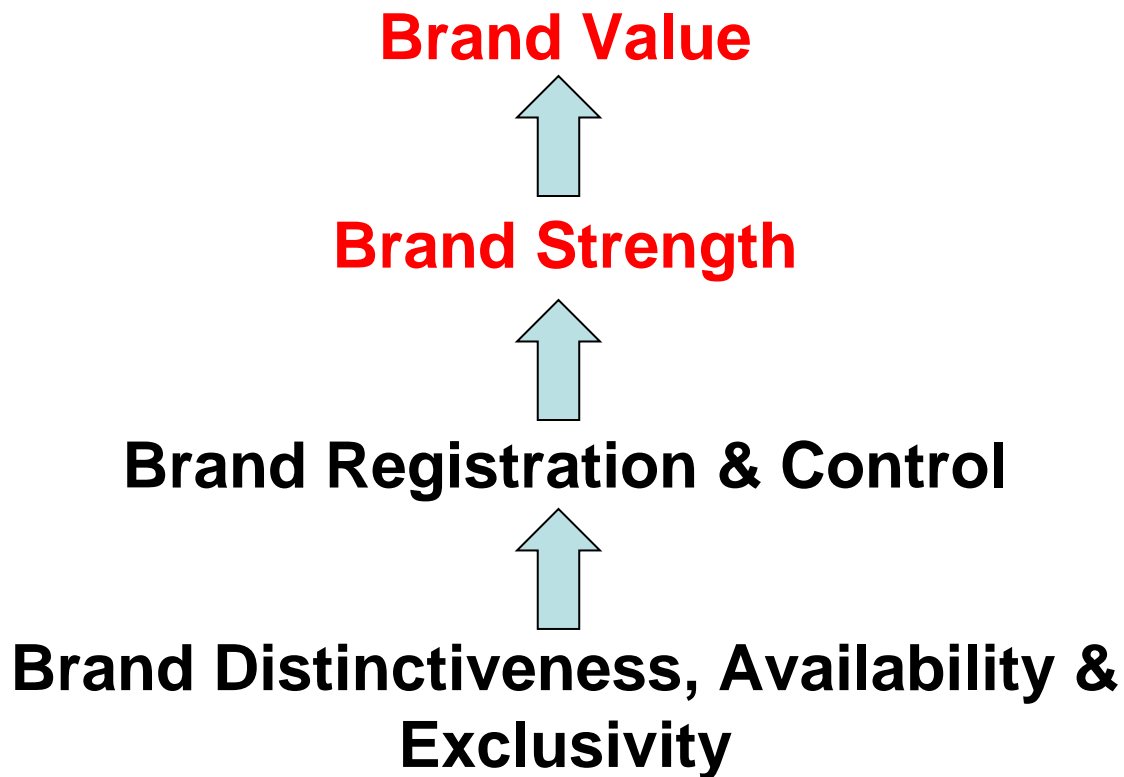 Brand Value
Brand Strength
Brand Registration & Control
Brand Distinctiveness, Availability &
Exclusivity